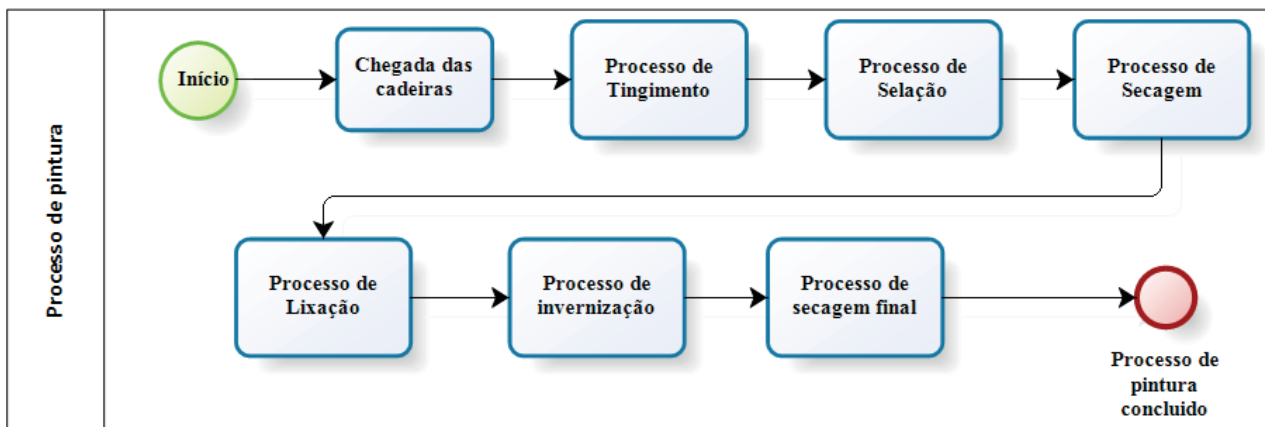 Processo de pintura
Início
Chegada das
cadeiras
Processo de
Tingimento
Processo de
Selação
Processo de
Secagem
Processo de
Lixação
Processo de
invernização
Processo de
secagem final
Processo de
pintura
concluido